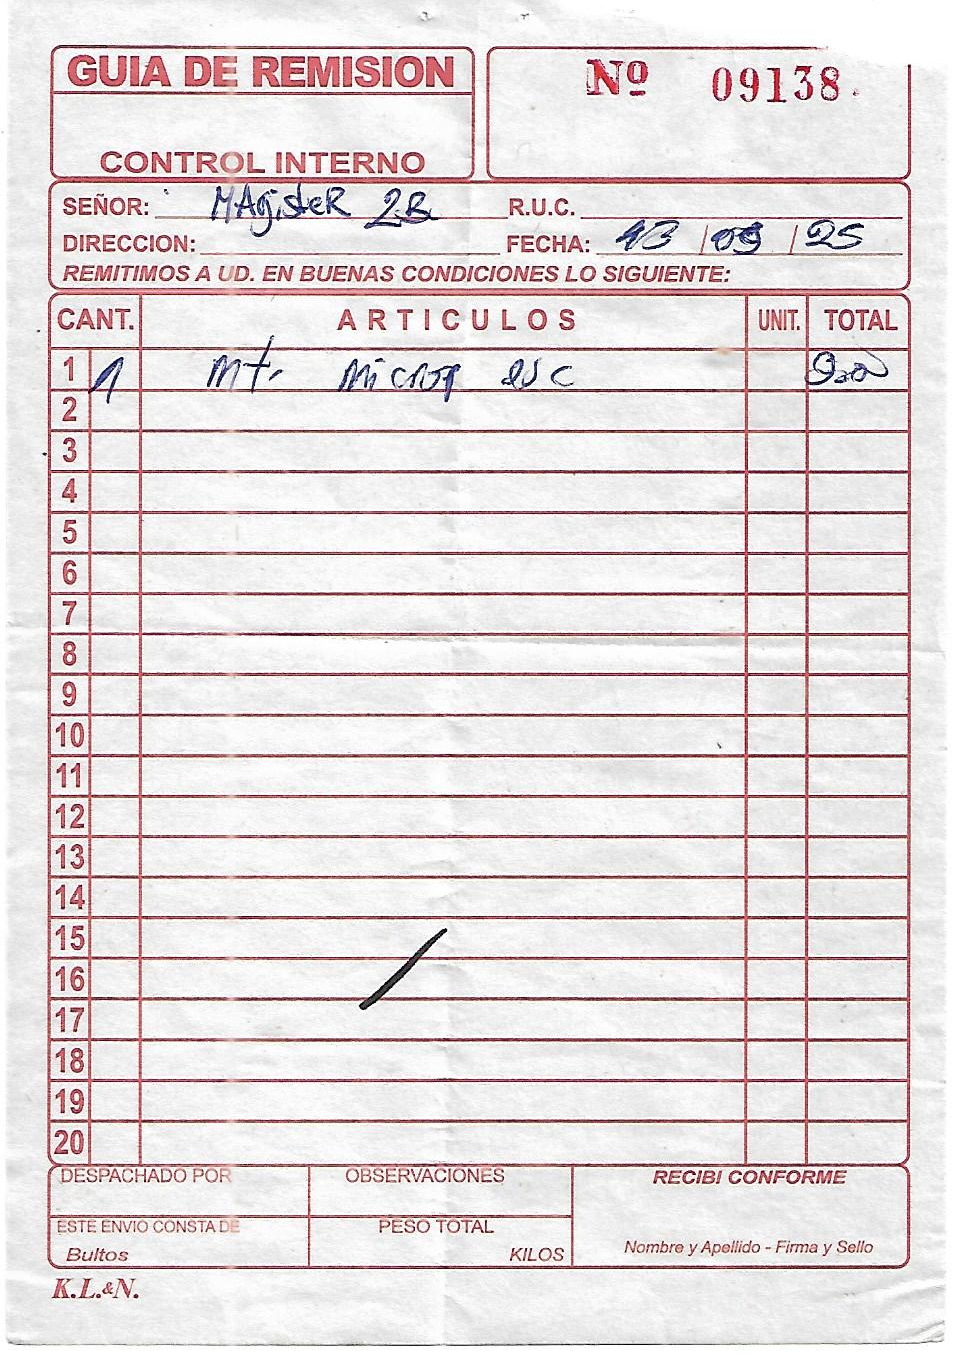 GUIA DE REMISION
CONTROL INTERNO
Nº 09138
SEÑOR: MAgisteR 2B R.U.C.
DIRECCION: FECHA: 13/09/25
REMITIMOS A UD. EN BUENAS CONDICIONES LO SIGUIENTE:
CANT. ARTICULOS UNIT. TOTAL
1 1 Mt. 9.00
2
3
4
5
6
7
8
9
10
11
12
13
14
15
16
17
18
19
20
DESPACHADO POR OBSERVACIONES RECIBI CONFORME
ESTE ENVIO CONSTA DE PESO TOTAL
Bultos KILOS Nombre y Apellido - Firma y Sello
K.L.&N.